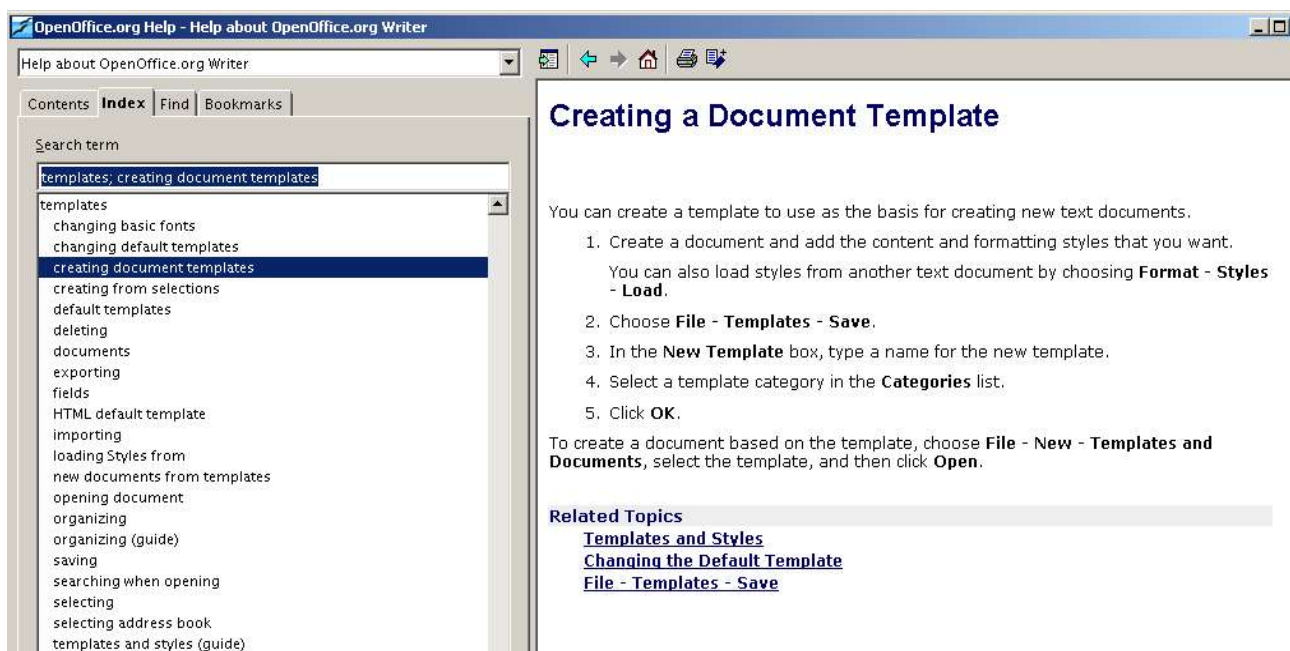 OpenOffice.org Help - Help about OpenOffice.org Writer
Help about OpenOffice.org Writer
Contents Index Find Bookmarks
Search term
templates; creating document templates
templates
changing basic fonts
changing default templates
creating document templates
creating from selections
default templates
deleting
documents
exporting
fields
HTML default template
importing
loading Styles from
new documents from templates
opening document
organizing
organizing (guide)
saving
searching when opening
selecting
selecting address book
templates and styles (guide)
Creating a Document Template
You can create a template to use as the basis for creating new text documents.
1. Create a document and add the content and formatting styles that you want.
You can also load styles from another text document by choosing Format - Styles
- Load.
2. Choose File - Templates - Save.
3. In the New Template box, type a name for the new template.
4. Select a template category in the Categories list.
5. Click OK.
To create a document based on the template, choose File - New - Templates and
Documents, select the template, and then click Open.
Related Topics
Templates and Styles
Changing the Default Template
File - Templates - Save